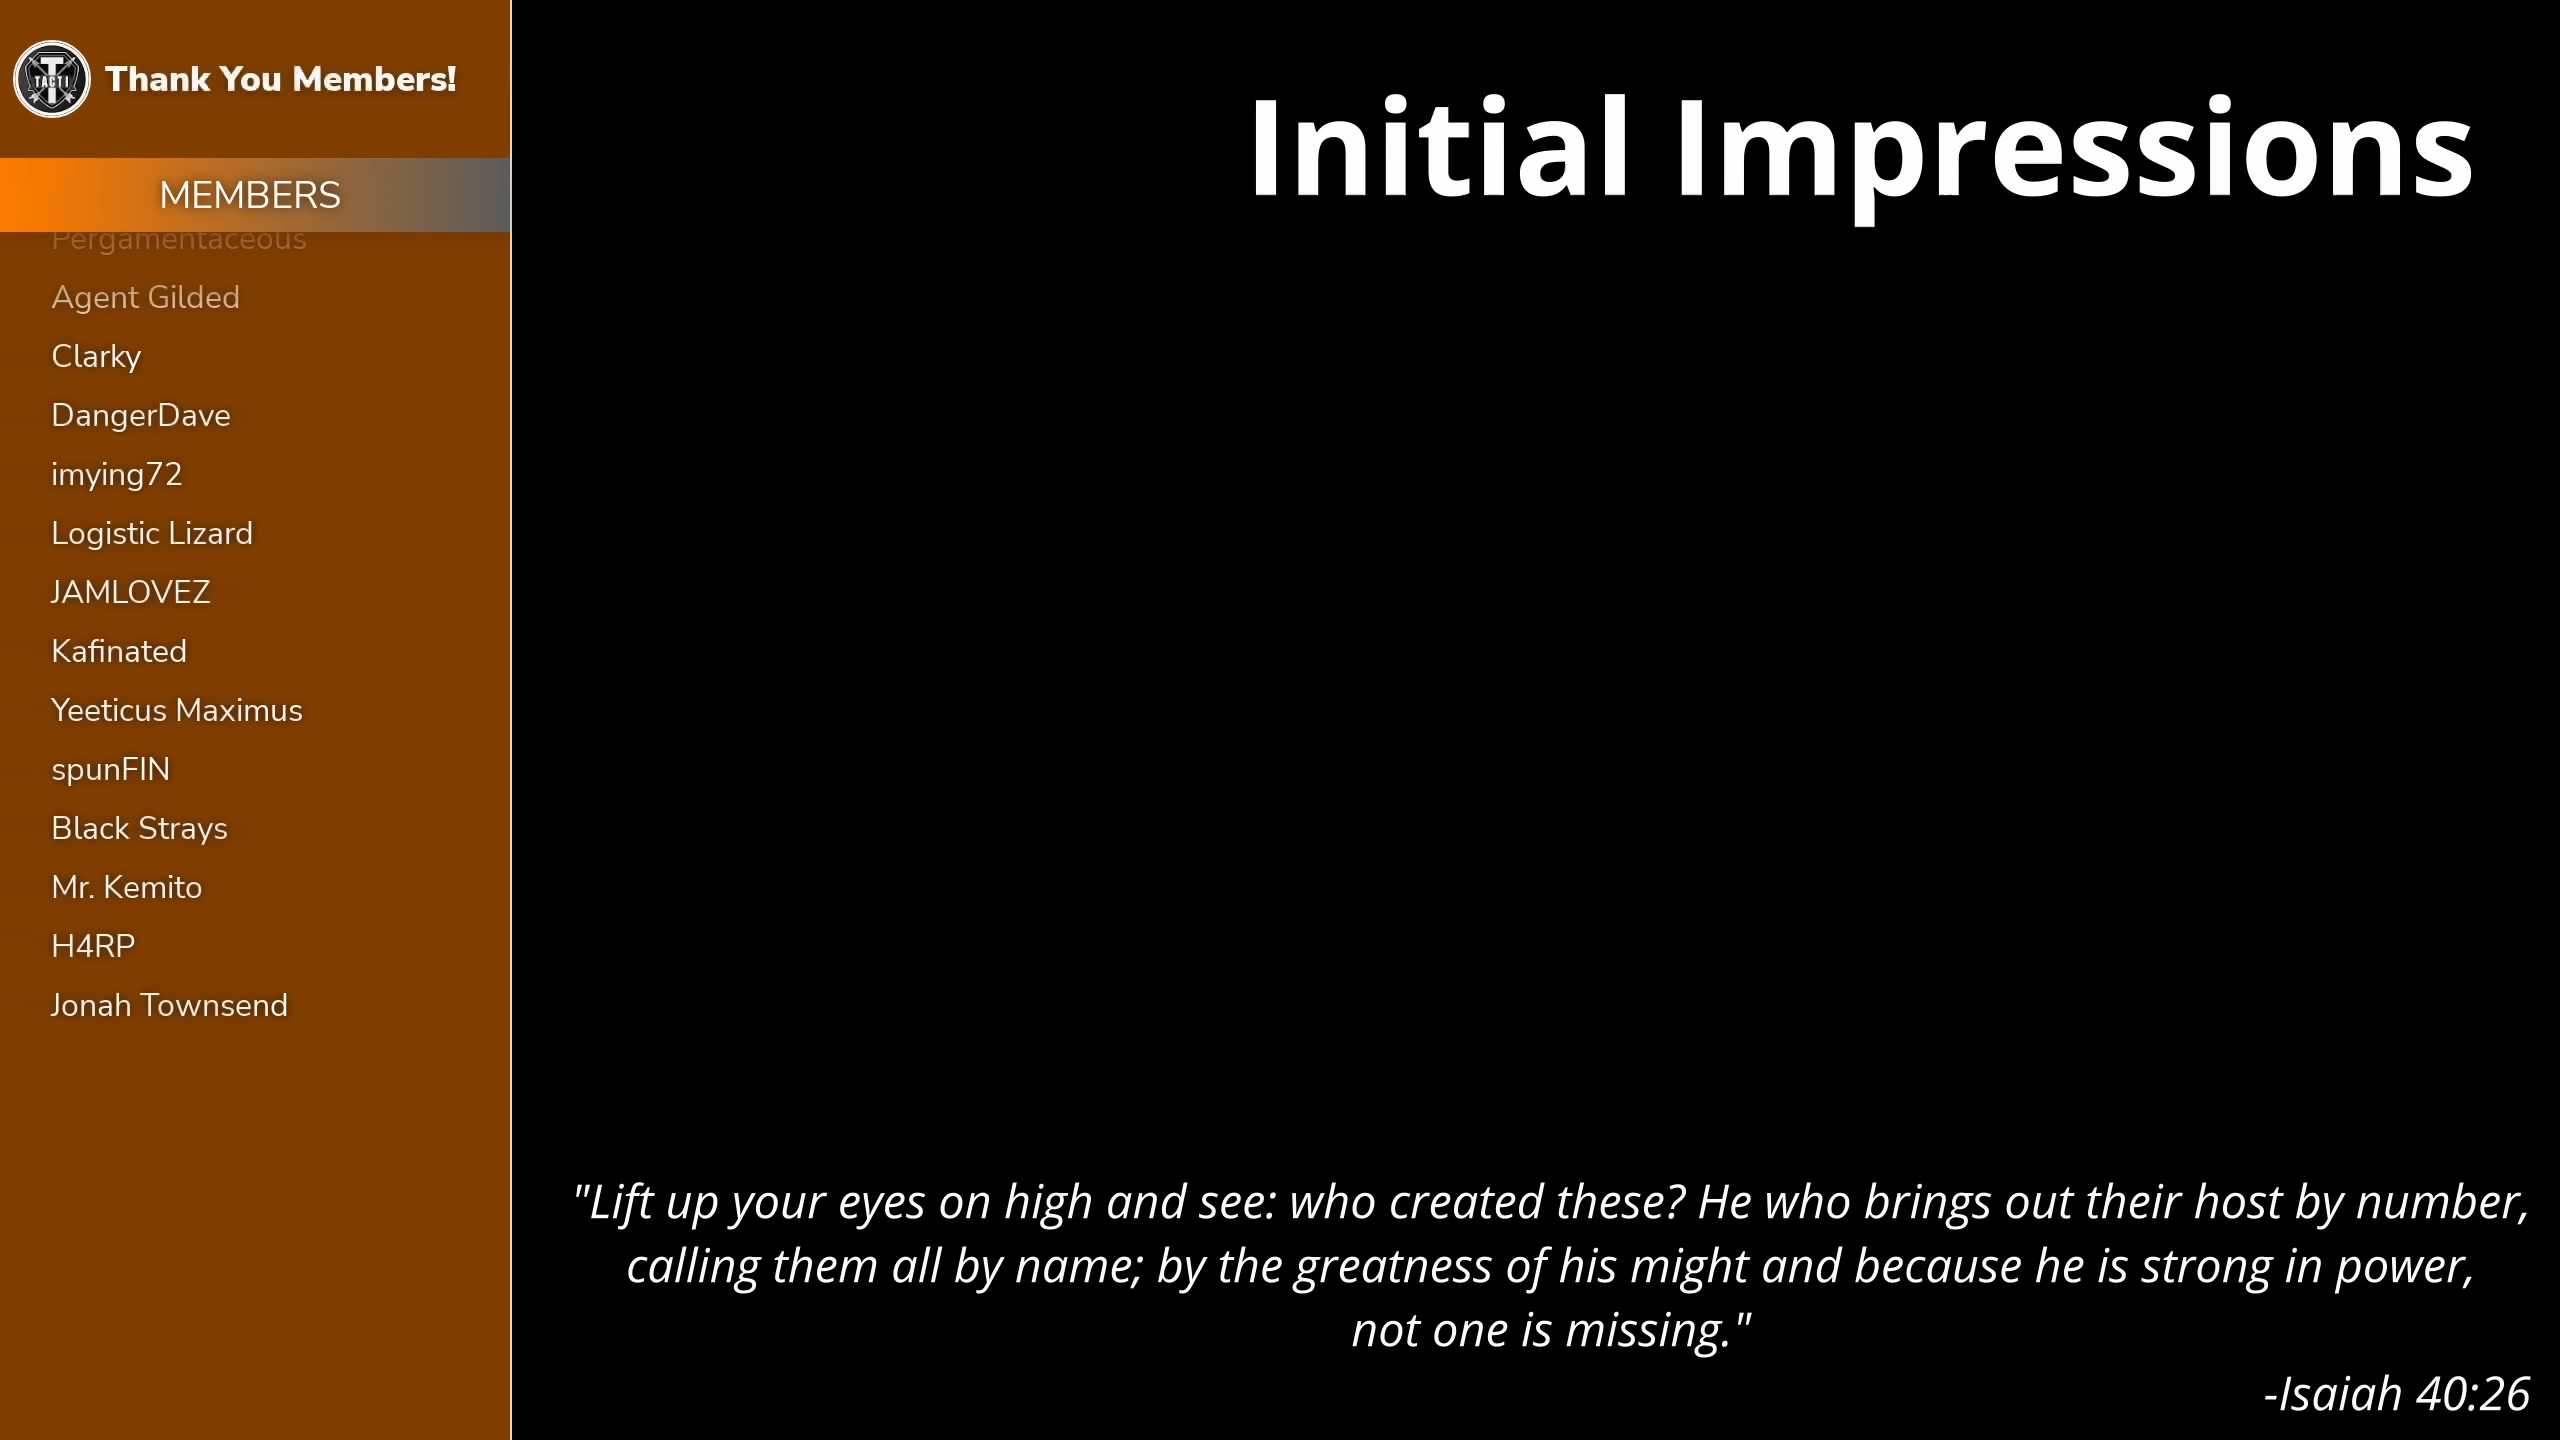 TACTI
Thank You Members!
MEMBERS
Pergamentaceous
Agent Gilded
Clarky
DangerDave
imying72
Logistic Lizard
JAMLOVEZ
Kafinated
Yeeticus Maximus
spunFIN
Black Strays
Mr. Kemito
H4RP
Jonah Townsend
Initial Impressions
"Lift up your eyes on high and see: who created these? He who brings out their host by number,
calling them all by name; by the greatness of his might and because he is strong in power,
not one is missing."
-Isaiah 40:26